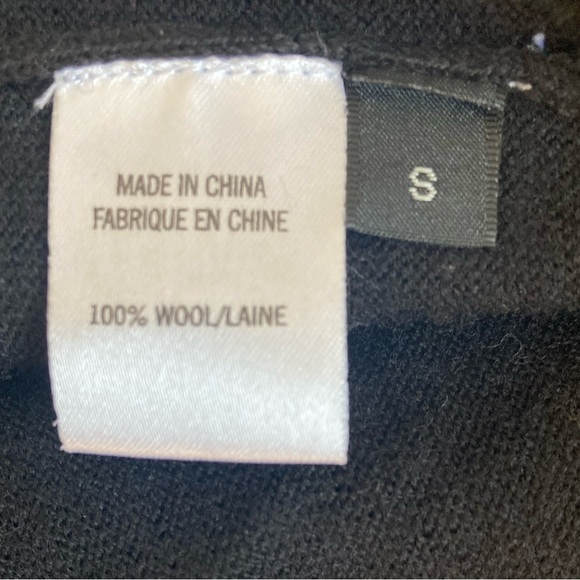 MADE IN CHINA
FABRIQUE EN CHINE
100% WOOL/LAINE
S